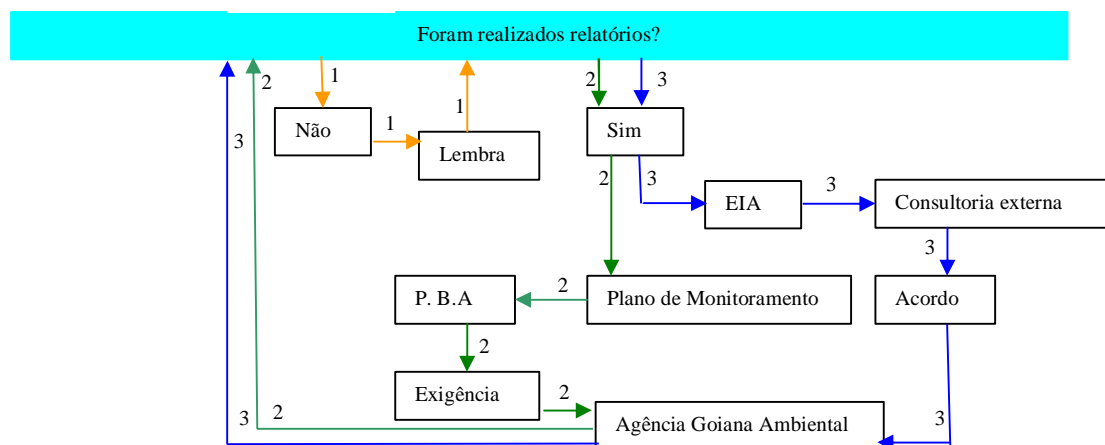 Foram realizados relatórios?
2 1 1 2 3
3
Não 1 Sim
Lembra
2 3 3
EIA Consultoria externa
3
P. B.A 2 Plano de Monitoramento Acordo
2
Exigência 2
3 2 Agência Goiana Ambiental 3